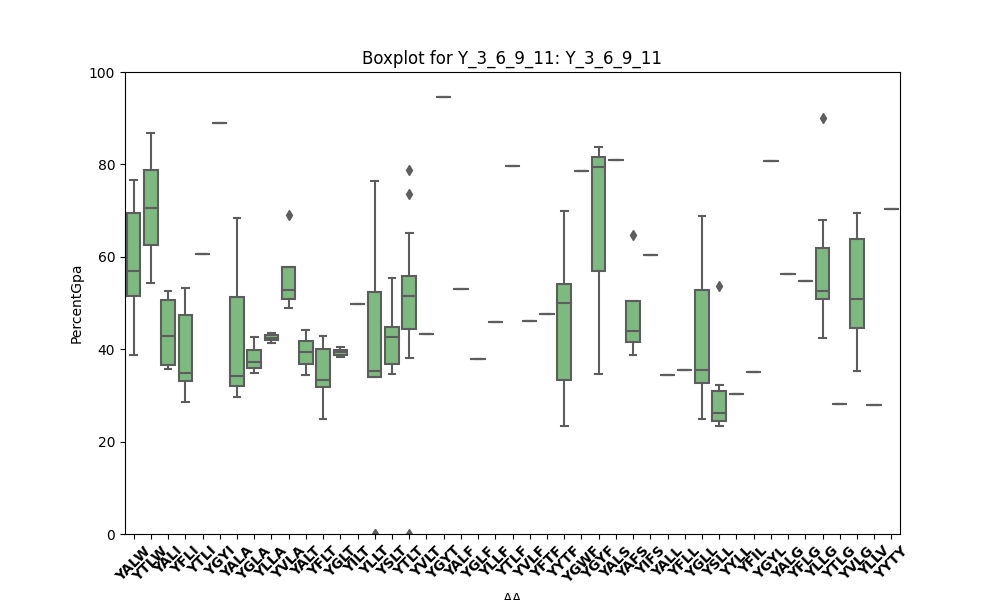 Boxplot for Y_3_6_9_11: Y_3_6_9_11
100
80
60
40
20
0
PercentGpa
YALW
YTLW
YALI
YFLI
YTLI
YGYI
YALA
YGLA
YLLA
YVLA
YALT
YFLT
YGLT
YILT
YLLT
YSLT
YTLT
YVLT
YGYT
YALF
YGLF
YLLF
YTLF
YVLF
YFTF
YYTF
YGWF
YGYF
YALS
YAFS
YIFS
YALL
YFLL
YGLL
YSLL
YYLL
YFIL
YGYL
YALG
YFLG
YLLG
YTLG
YVLG
YLLV
YYTY
AA